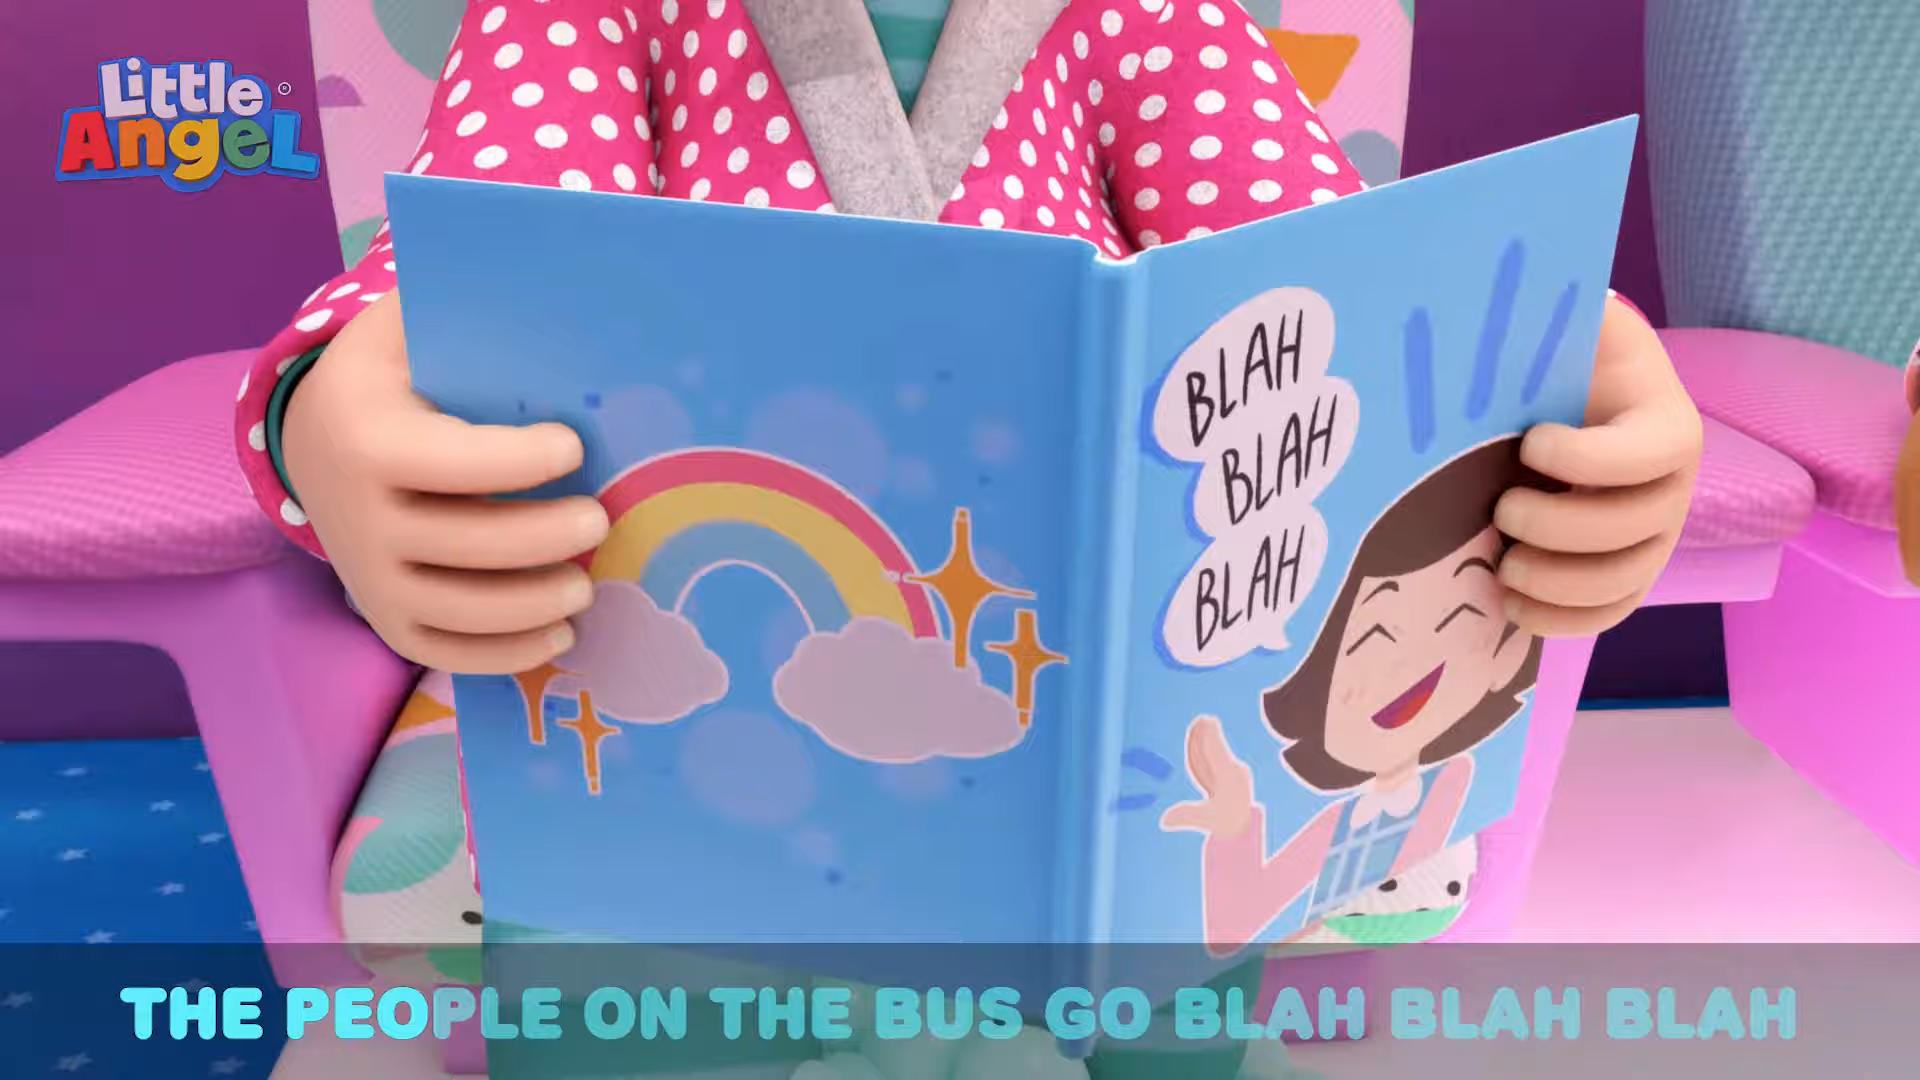 Little
Angel
BLAH
BLAH
BLAH
THE PEOPLE ON THE BUS GO BLAH BLAH BLAH